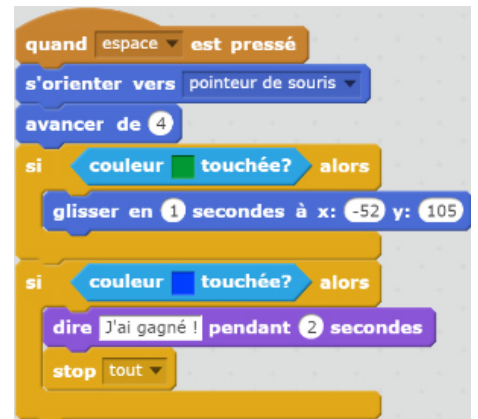 quand espace est pressé
s'orienter vers pointeur de souris
avancer de 4
si couleur touchée? alors
glisser en 1 secondes à x: -52 y: 105
si couleur touchée? alors
dire J'ai gagné ! pendant 2 secondes
stop tout